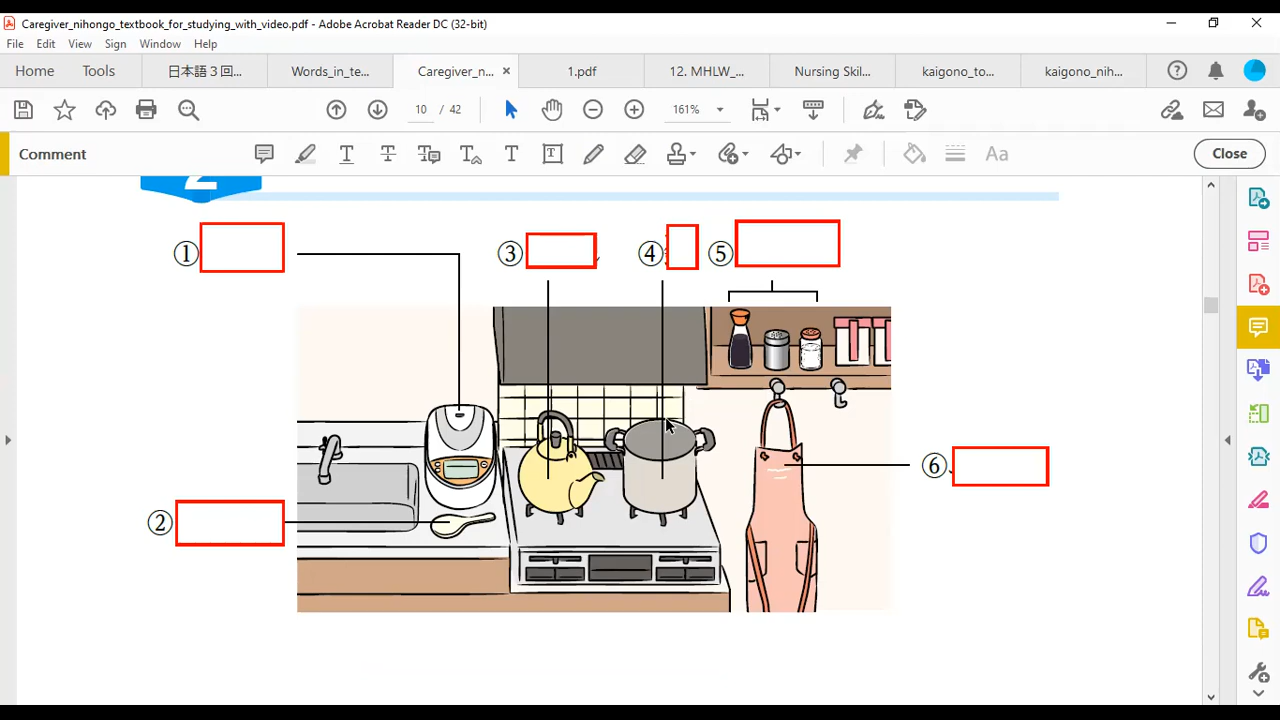 Caregiver_nihongo_textbook_for_studying_with_video.pdf - Adobe Acrobat Reader DC (32-bit)
File Edit View Sign Window Help
Home Tools 日本語3回... Words_in_te... Caregiver_n... × 1.pdf 12. MHLW_... Nursing Skil... kaigono_to... kaigono_nih...
10 / 42 161%
Comment Close
2
①
③
④
⑤
⑥
②